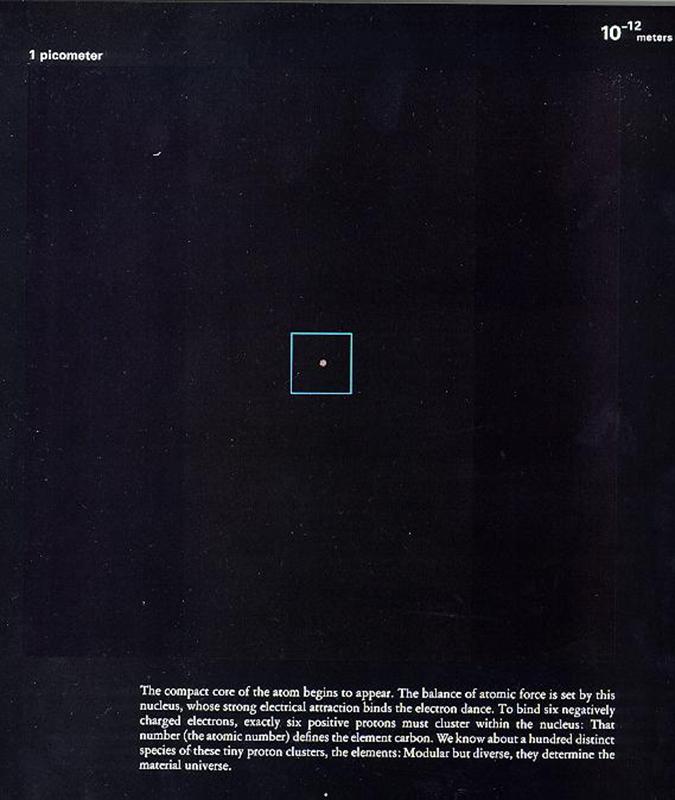 10⁻¹² meters
1 picometer
The compact core of the atom begins to appear. The balance of atomic force is set by this
nucleus, whose strong electrical attraction binds the electron dance. To bind six negatively
charged electrons, exactly six positive protons must cluster within the nucleus: That
number (the atomic number) defines the element carbon. We know about a hundred distinct
species of these tiny proton clusters, the elements: Modular but diverse, they determine the
material universe.